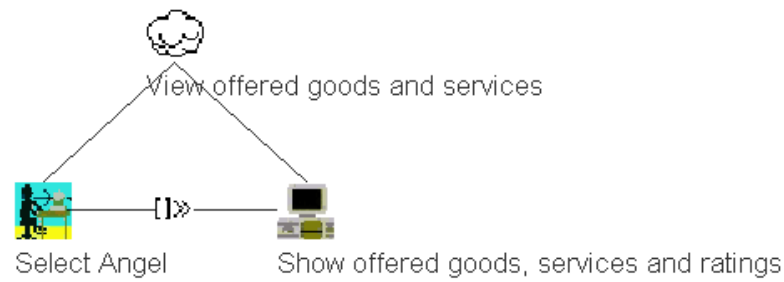 View offered goods and services
[]»
Select Angel
Show offered goods, services and ratings